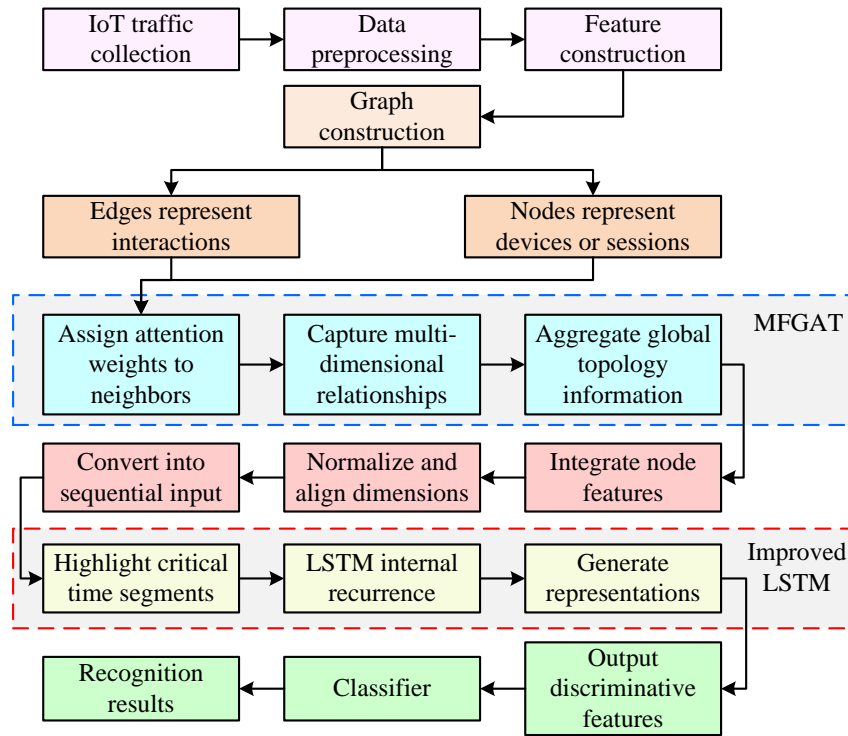 IoT traffic
collection
Data
preprocessing
Feature
construction
Graph
construction
Edges represent
interactions
Nodes represent
devices or sessions
MFGAT
Assign attention
weights to
neighbors
Capture multi-
dimensional
relationships
Aggregate global
topology
information
Convert into
sequential input
Normalize and
align dimensions
Integrate node
features
Improved
LSTM
Highlight critical
time segments
LSTM internal
recurrence
Generate
representations
Recognition
results
Classifier
Output
discriminative
features